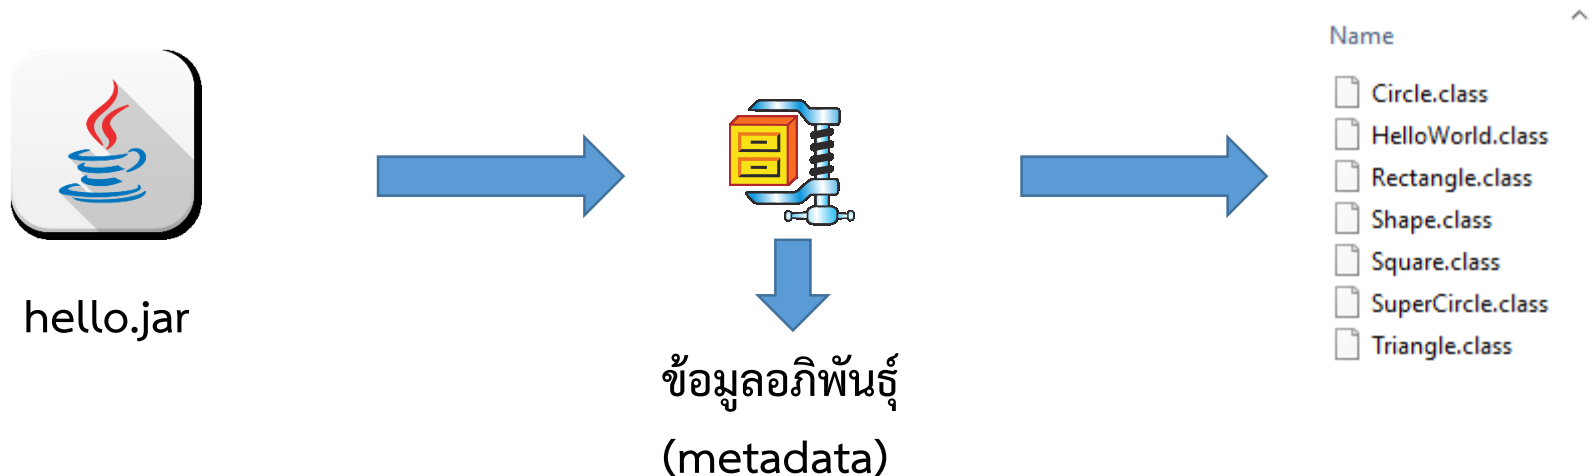 hello.jar
ข้อมูลอภิพันธุ์
(metadata)
Name
Circle.class
HelloWorld.class
Rectangle.class
Shape.class
Square.class
SuperCircle.class
Triangle.class